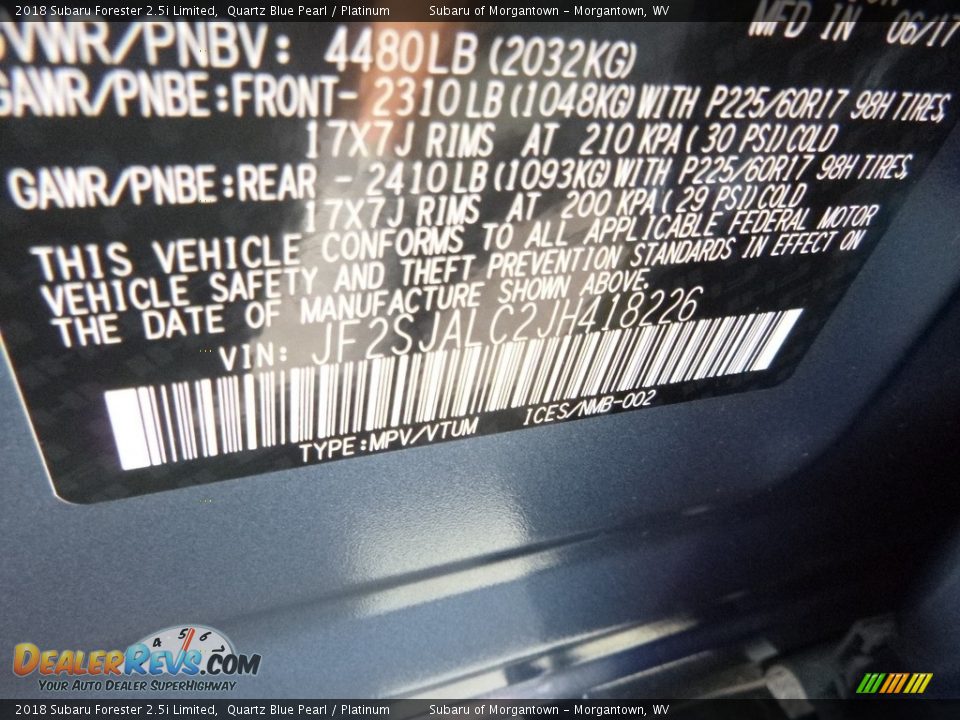 2018 Subaru Forester 2.5i Limited, Quartz Blue Pearl / Platinum Subaru of Morgantown - Morgantown, WV
MFD IN 06/17
GVWR/PNBV: 4480LB (2032KG)
GAWR/PNBE:FRONT- 2310LB(1048KG)WITH P225/60R17 98H TIRES,
17X7J RIMS AT 210 KPA( 30 PSI)COLD
GAWR/PNBE:REAR - 2410LB(1093KG)WITH P225/60R17 98H TIRES,
17X7J RIMS AT 200 KPA( 29 PSI)COLD
THIS VEHICLE CONFORMS TO ALL APPLICABLE FEDERAL MOTOR
VEHICLE SAFETY AND THEFT PREVENTION STANDARDS IN EFFECT ON
THE DATE OF MANUFACTURE SHOWN ABOVE.
VIN: JF2SJALC2JH418226
TYPE:MPV/VTUM ICES/NMB-002
4 5 6
DealerRevs.com
Your Auto Dealer SuperHighway
2018 Subaru Forester 2.5i Limited, Quartz Blue Pearl / Platinum Subaru of Morgantown - Morgantown, WV